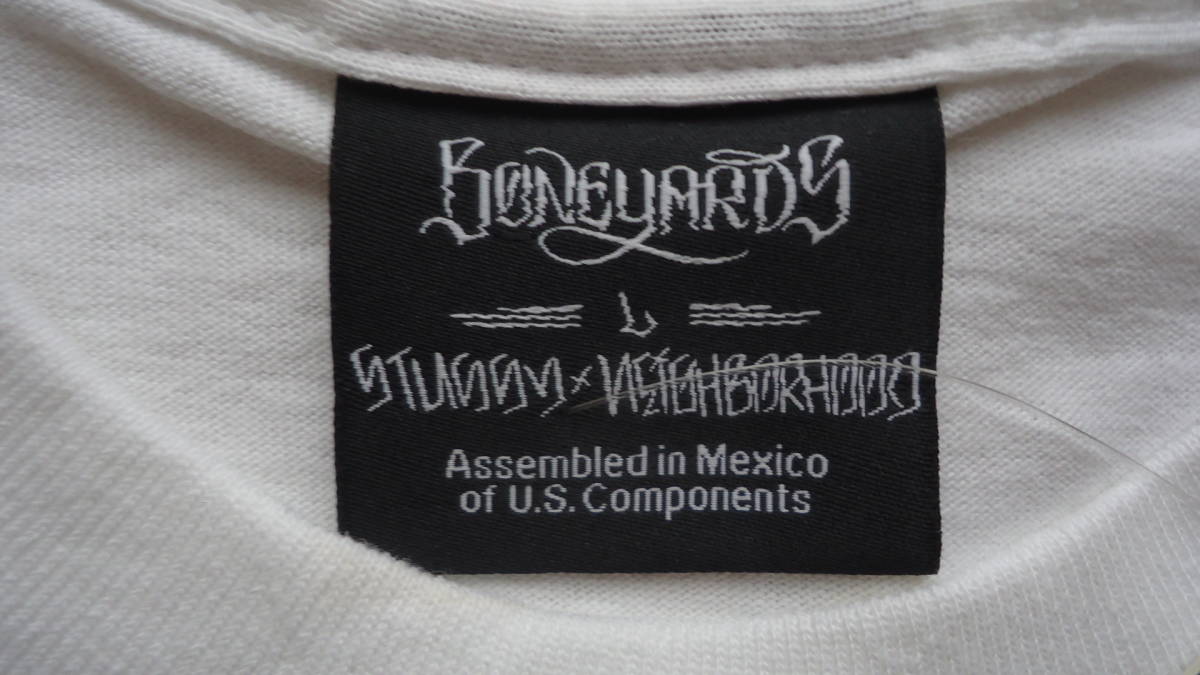 BONEYARDS
L
STUSSY × NEIGHBORHOOD
Assembled in Mexico
of U.S. Components